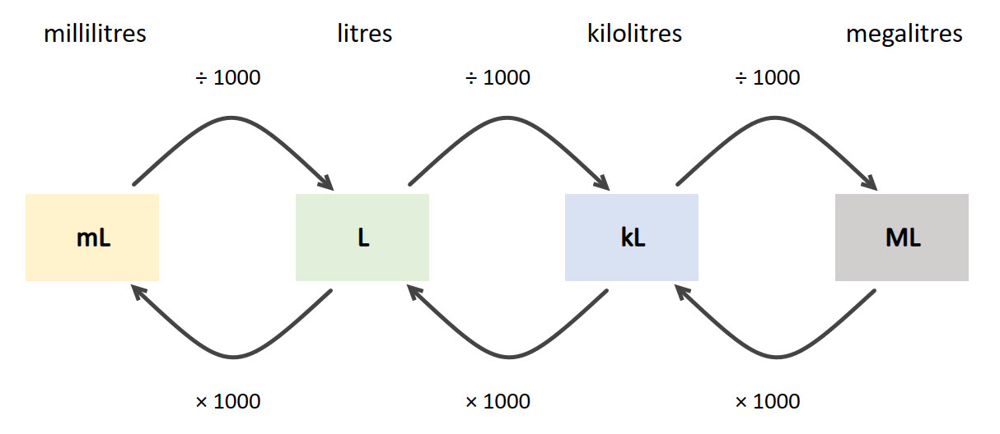 millilitres litres kilolitres megalitres
÷ 1000 ÷ 1000 ÷ 1000
mL L kL ML
× 1000 × 1000 × 1000